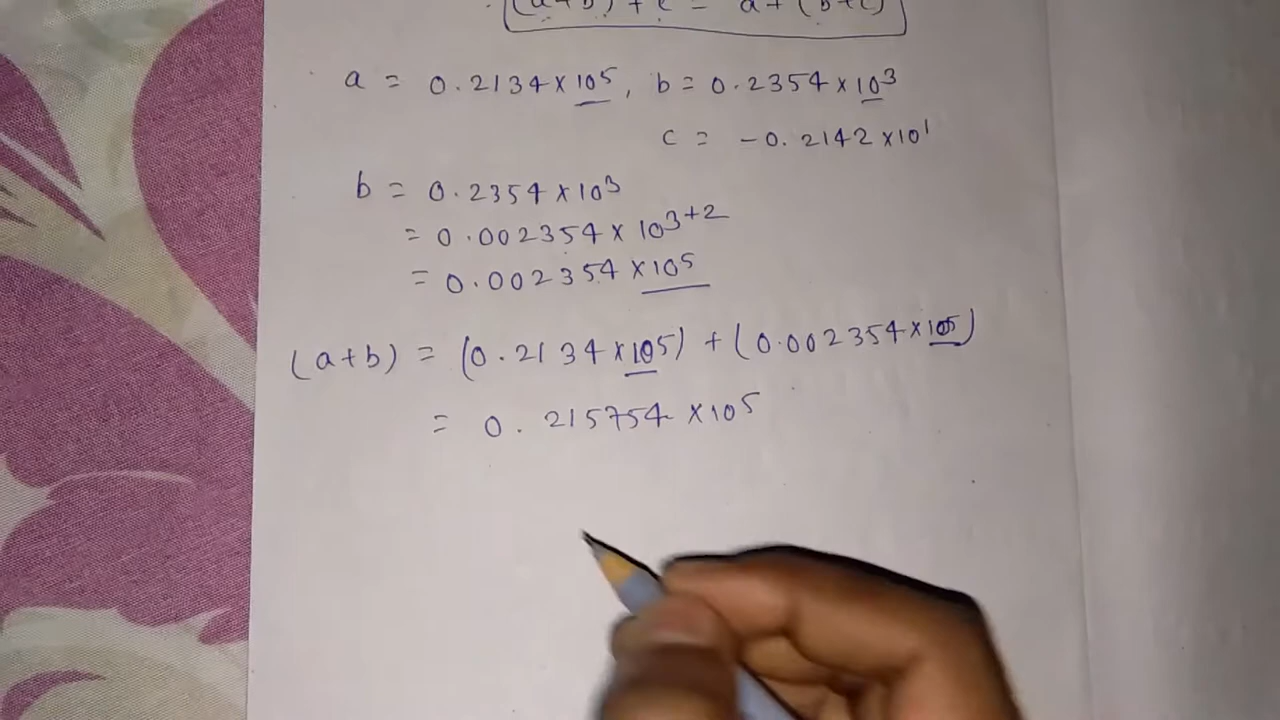 (a+b)+c = a+(b+c)
a = 0.2134×10⁵, b = 0.2354×10³
c = -0.2142×10¹
b = 0.2354×10³
= 0.002354×10³⁺²
= 0.002354×10⁵
(a+b) = (0.2134×10⁵)+(0.002354×10⁵)
= 0.215754×10⁵